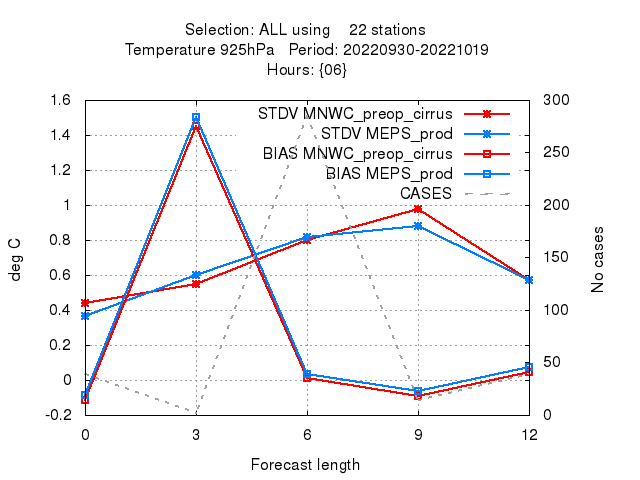 Selection: ALL using    22 stations
Temperature 925hPa   Period: 20220930-20221019
Hours: {06}
STDV MNWC_preop_cirrus
STDV MEPS_prod
BIAS MNWC_preop_cirrus
BIAS MEPS_prod
CASES
1.6
1.4
1.2
1
0.8
0.6
0.4
0.2
0
-0.2
deg C
300
250
200
150
100
50
0
No cases
0 3 6 9 12
Forecast length